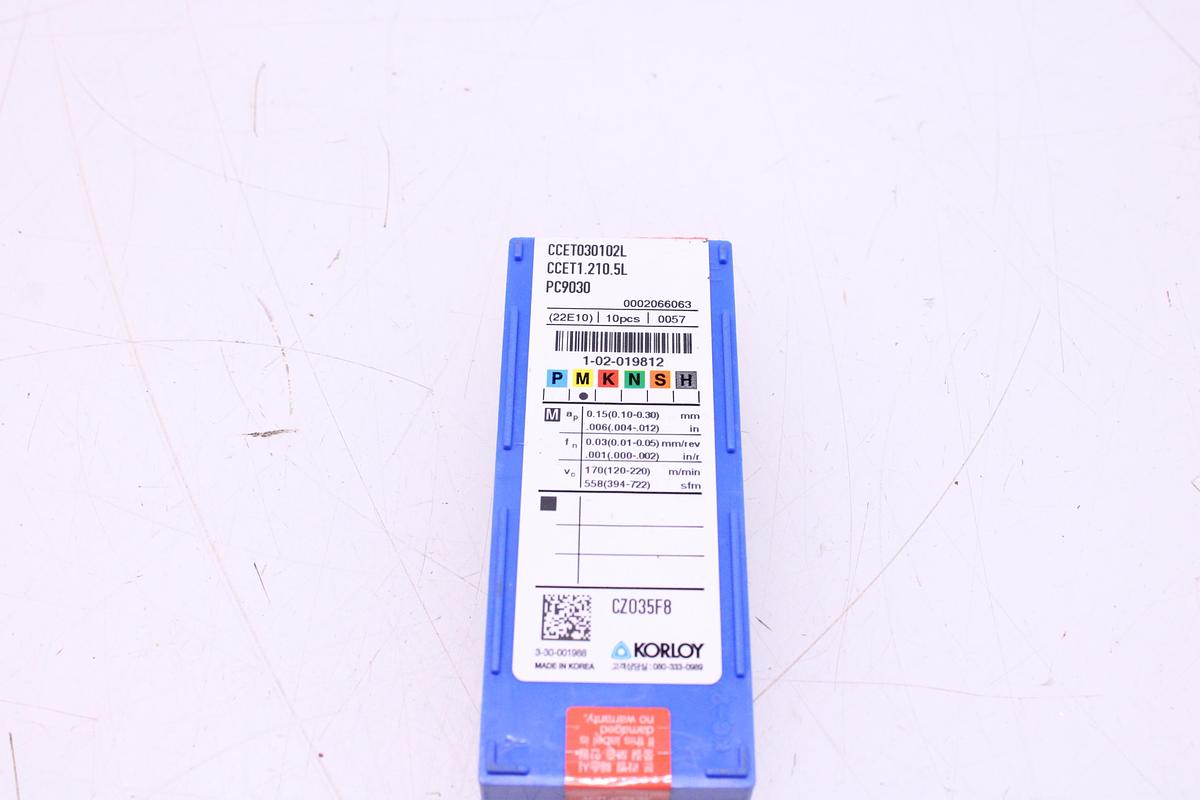 CCET030102L
CCET1.210.5L
PC9030
0002066063
(22E10) | 10pcs | 0057
1-02-019812
P M K N S H
M ap 0.15(0.10-0.30) mm
.006(.004-.012) in
fn 0.03(0.01-0.05) mm/rev
.001(.000-.002) in/r
vc 170(120-220) m/min
558(394-722) sfm
CZ035F8
3-30-001988
KORLOY
MADE IN KOREA
고객상담실 : 080-333-0989
If this label is
damaged,
no warranty.